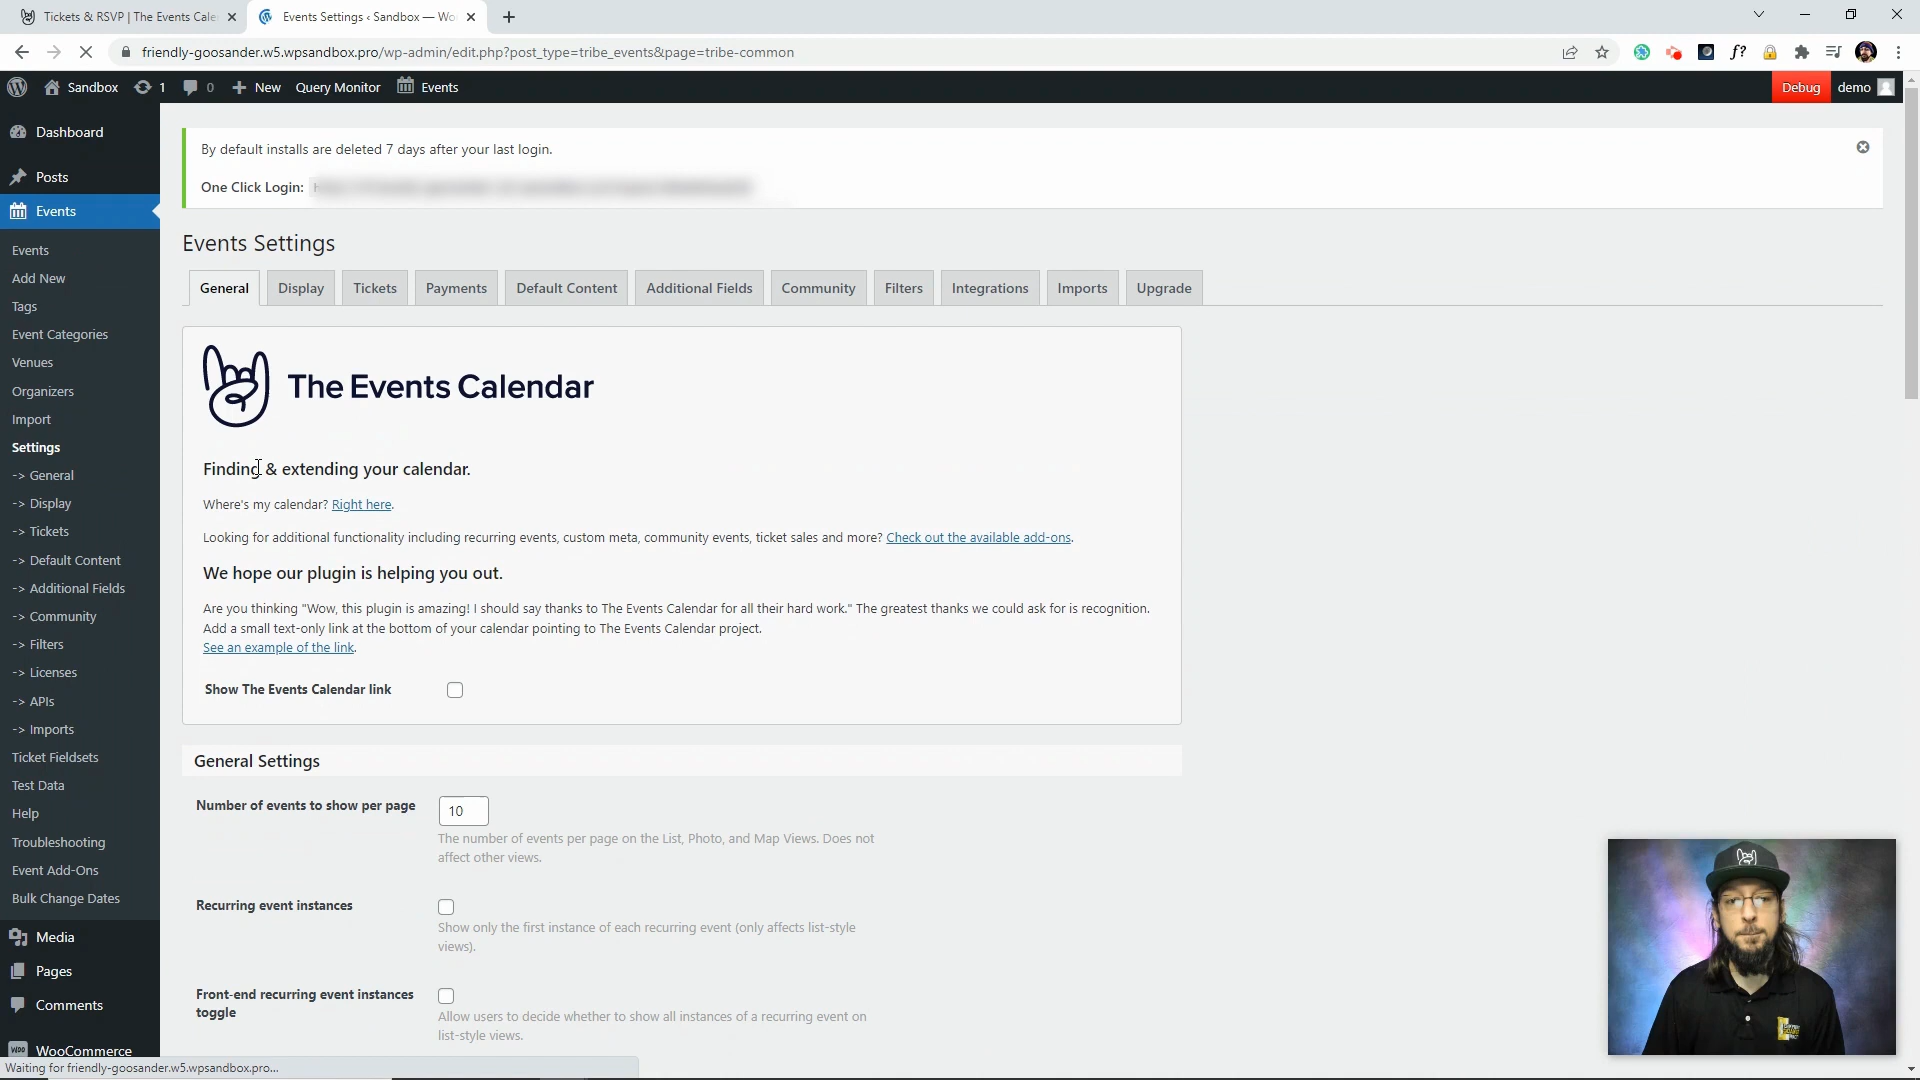 Tickets & RSVP | The Events Cale
Events Settings ‹ Sandbox — Wo
friendly-goosander.w5.wpsandbox.pro/wp-admin/edit.php?post_type=tribe_events&page=tribe-common
f?
Sandbox 1 0 New Query Monitor Events Debug demo
Dashboard
Posts
Events
Events
Add New
Tags
Event Categories
Venues
Organizers
Import
Settings
-> General
-> Display
-> Tickets
-> Default Content
-> Additional Fields
-> Community
-> Filters
-> Licenses
-> APIs
-> Imports
Ticket Fieldsets
Test Data
Help
Troubleshooting
Event Add-Ons
Bulk Change Dates
Media
Pages
Comments
WooCommerce
By default installs are deleted 7 days after your last login.
One Click Login:
Events Settings
General Display Tickets Payments Default Content Additional Fields Community Filters Integrations Imports Upgrade
The Events Calendar
Finding & extending your calendar.
Where's my calendar? Right here.
Looking for additional functionality including recurring events, custom meta, community events, ticket sales and more? Check out the available add-ons.
We hope our plugin is helping you out.
Are you thinking "Wow, this plugin is amazing! I should say thanks to The Events Calendar for all their hard work." The greatest thanks we could ask for is recognition.
Add a small text-only link at the bottom of your calendar pointing to The Events Calendar project.
See an example of the link.
Show The Events Calendar link
General Settings
Number of events to show per page 10
The number of events per page on the List, Photo, and Map Views. Does not
affect other views.
Recurring event instances
Show only the first instance of each recurring event (only affects list-style
views).
Front-end recurring event instances
toggle
Allow users to decide whether to show all instances of a recurring event on
list-style views.
Waiting for friendly-goosander.w5.wpsandbox.pro...